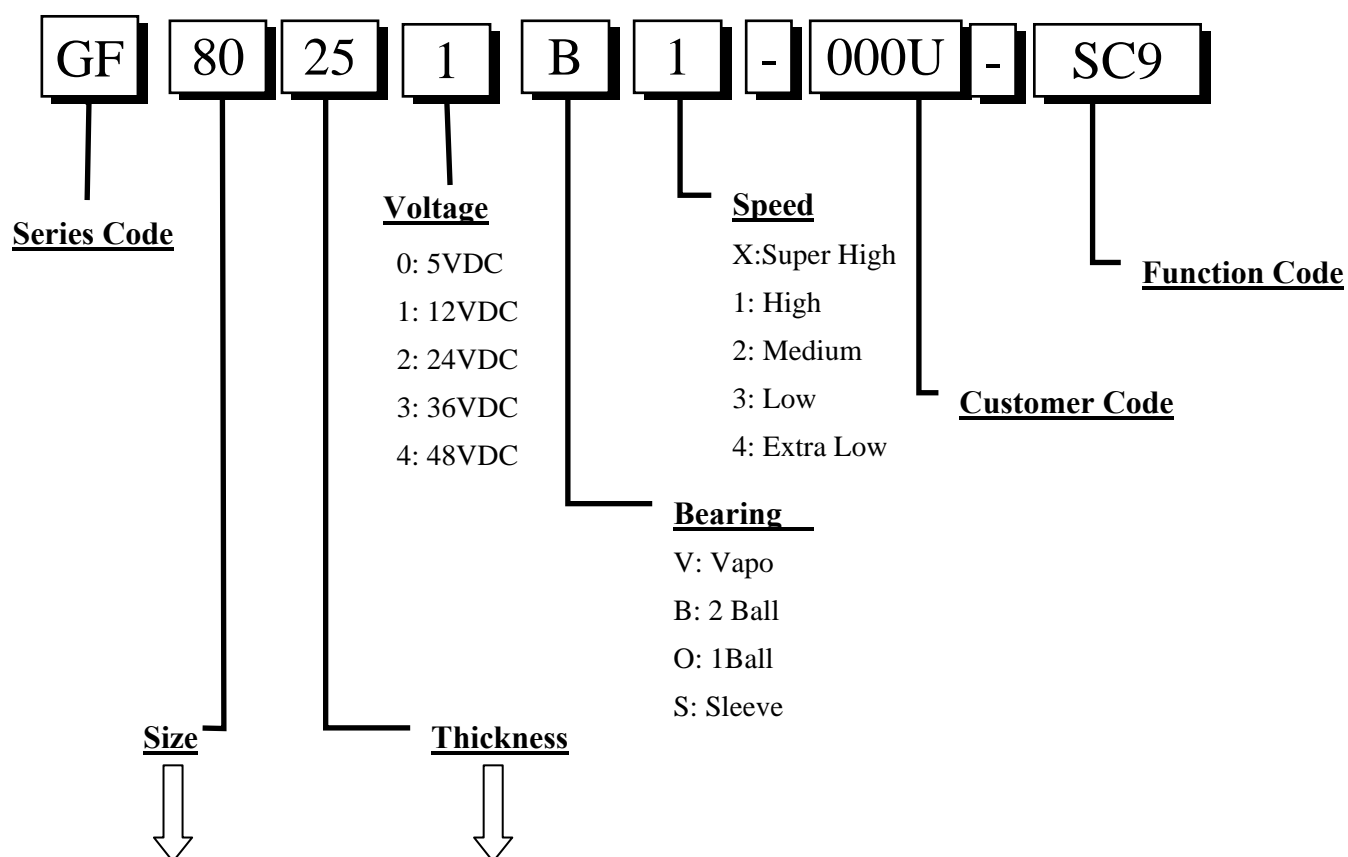 GF 80 25 1 B 1 - 000U - SC9
Series Code
Voltage
0: 5VDC
1: 12VDC
2: 24VDC
3: 36VDC
4: 48VDC
Speed
X:Super High
1: High
2: Medium
3: Low
4: Extra Low
Function Code
Customer Code
Bearing
V: Vapo
B: 2 Ball
O: 1Ball
S: Sleeve
Size
Thickness